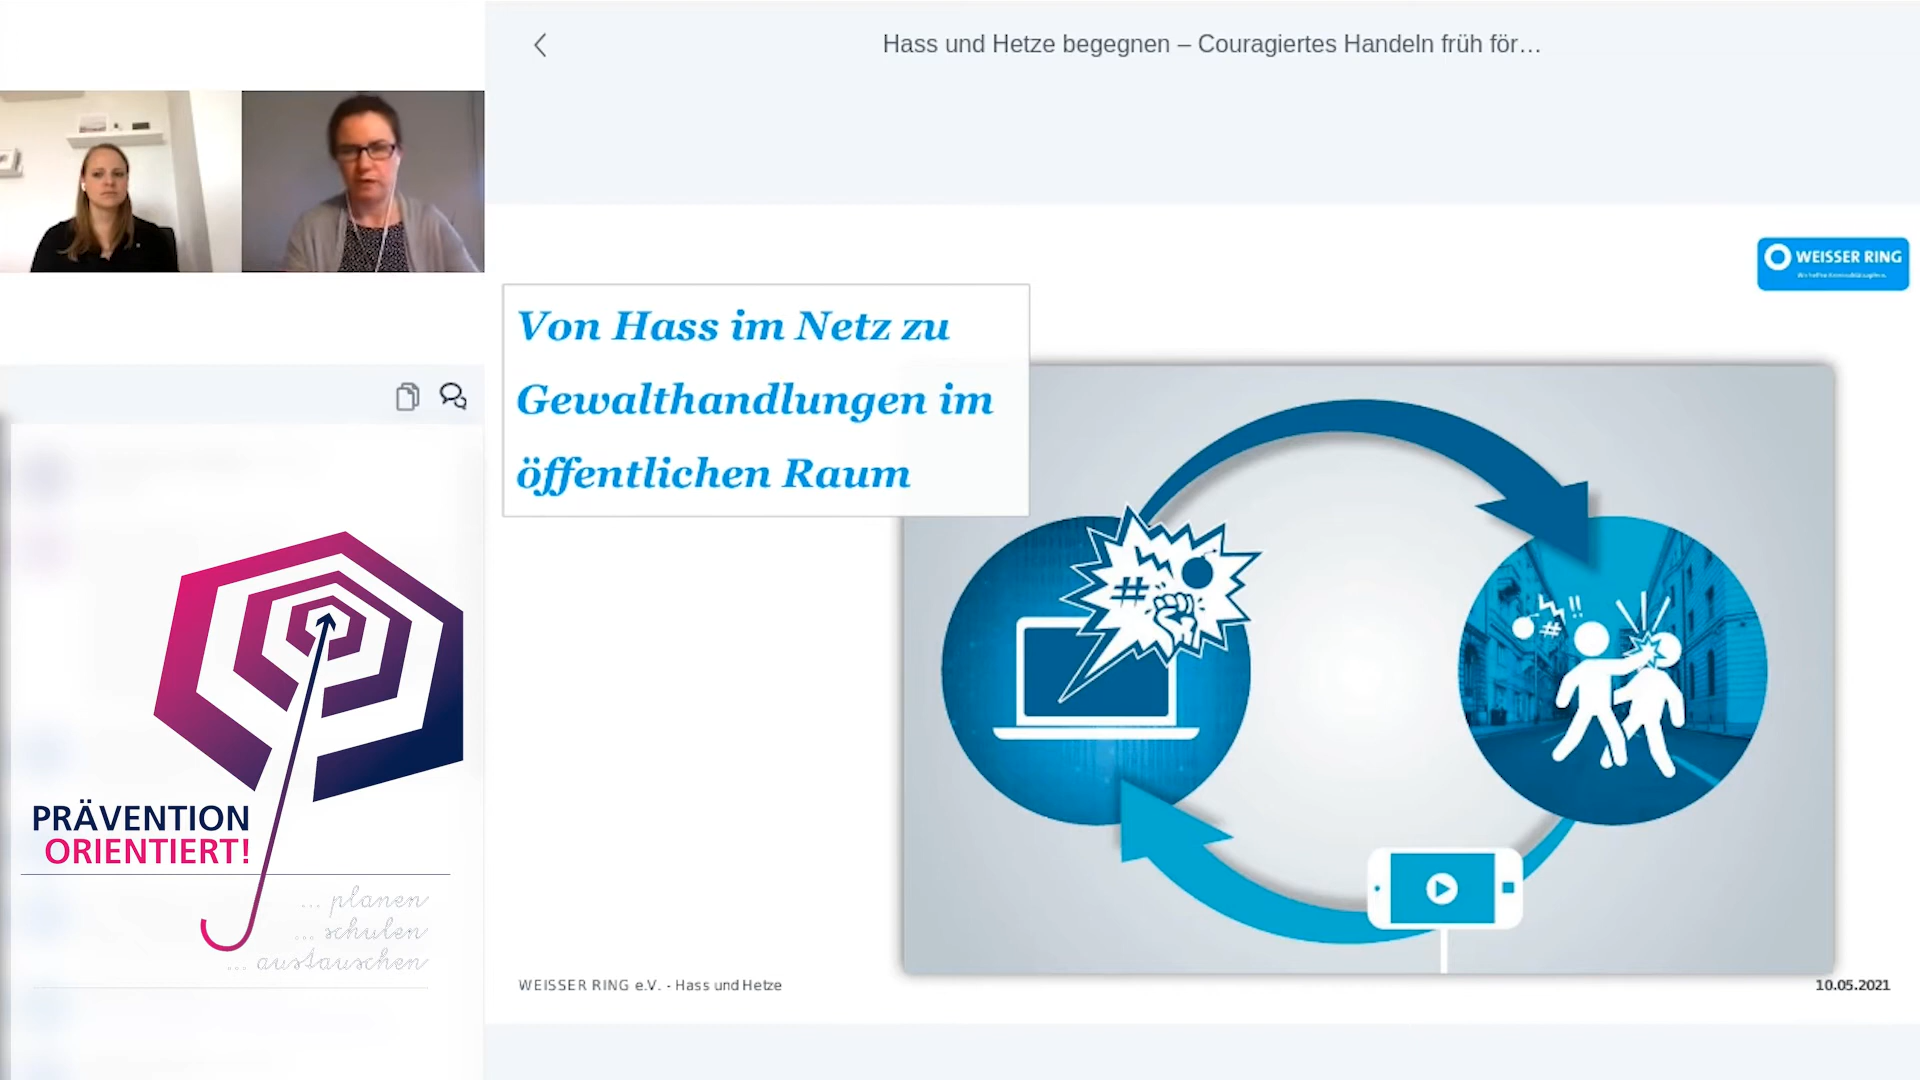 Hass und Hetze begegnen – Couragiertes Handeln früh för…
WEISSER RING
Von Hass im Netz zu
Gewalthandlungen im
öffentlichen Raum
#
#
!!
PRÄVENTION
ORIENTIERT!
... planen
... schulen
... austauschen
WEISSER RING e.V. - Hass und Hetze
10.05.2021